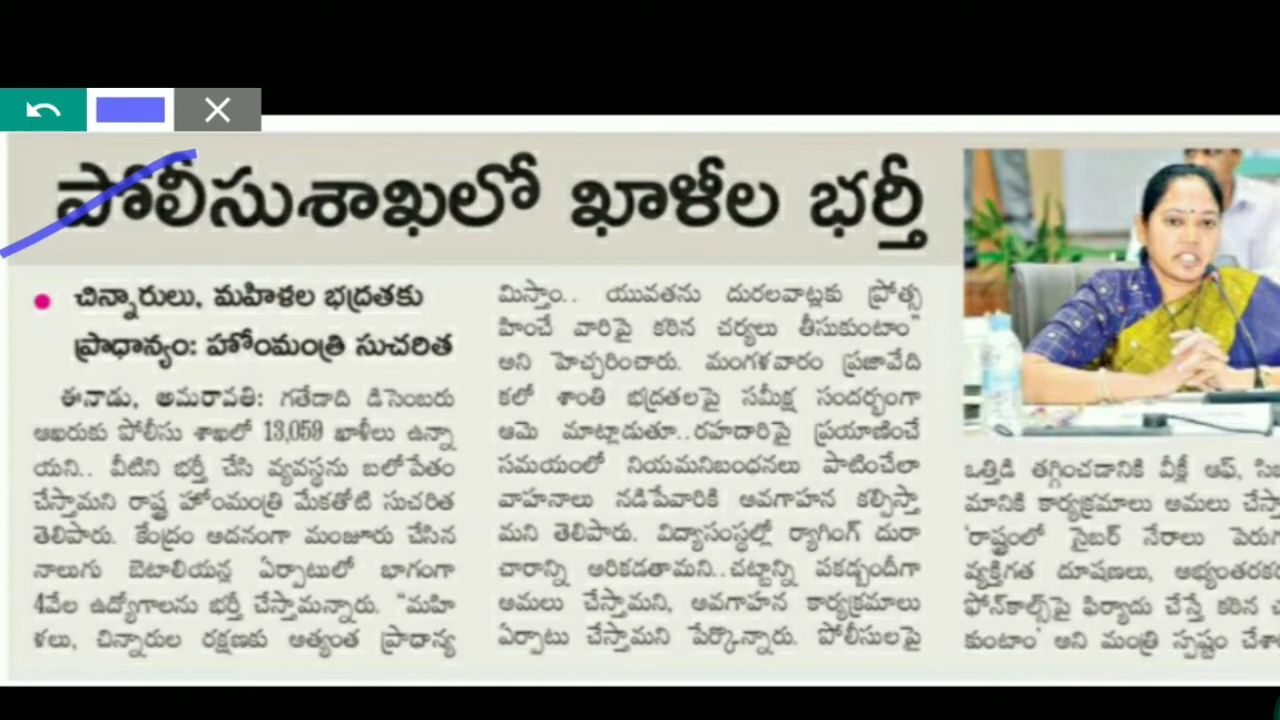 పోలీసుశాఖలో ఖాళీల భర్తీ
చిన్నారులు, మహిళల భద్రతకు
ప్రాధాన్యం: హోంమంత్రి సుచరిత
ఈనాడు, అమరావతి: గతేడాది డిసెంబరు
ఆఖరుకు పోలీసు శాఖలో 13,059 ఖాళీలు ఉన్నా
యని.. వీటిని భర్తీ చేసి వ్యవస్థను బలోపేతం
చేస్తామని రాష్ట్ర హోంమంత్రి మేకతోటి సుచరిత
తెలిపారు. కేంద్రం అదనంగా మంజూరు చేసిన
నాలుగు బెటాలియన్ల ఏర్పాటులో భాగంగా
4వేల ఉద్యోగాలను భర్తీ చేస్తామన్నారు. “మహి
ళలు, చిన్నారుల రక్షణకు అత్యంత ప్రాధాన్య
మిస్తాం.. యువతను దురలవాట్లకు ప్రోత్స
హించే వారిపై కఠిన చర్యలు తీసుకుంటాం”
అని హెచ్చరించారు. మంగళవారం ప్రజావేది
కలో శాంతి భద్రతలపై సమీక్ష సందర్భంగా
ఆమె మాట్లాడుతూ..రహదారిపై ప్రయాణించే
సమయంలో నియమనిబంధనలు పాటించేలా
వాహనాలు నడిపేవారికి అవగాహన కల్పిస్తా
మని తెలిపారు. విద్యాసంస్థల్లో ర్యాగింగ్ దురా
చారాన్ని అరికడతామని..చట్టాన్ని పకడ్బందీగా
అమలు చేస్తామని, అవగాహన కార్యక్రమాలు
ఏర్పాటు చేస్తామని పేర్కొన్నారు. పోలీసులపై
ఒత్తిడి తగ్గించడానికి వీక్లీ ఆఫ్,
మానికి కార్యక్రమాలు అమలు
‘రాష్ట్రంలో సైబర్ నేరాలు
వ్యక్తిగత దూషణలు,
ఫోన్‌కాల్స్‌పై ఫిర్యాదు చేస్తే కఠిన
కుంటాం’ అని మంత్రి స్పష్టం